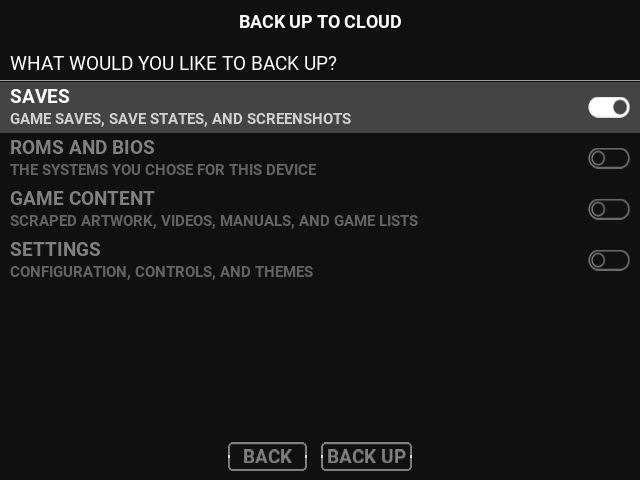 BACK UP TO CLOUD
WHAT WOULD YOU LIKE TO BACK UP?
SAVES
GAME SAVES, SAVE STATES, AND SCREENSHOTS
ROMS AND BIOS
THE SYSTEMS YOU CHOSE FOR THIS DEVICE
GAME CONTENT
SCRAPED ARTWORK, VIDEOS, MANUALS, AND GAME LISTS
SETTINGS
CONFIGURATION, CONTROLS, AND THEMES
BACK BACK UP